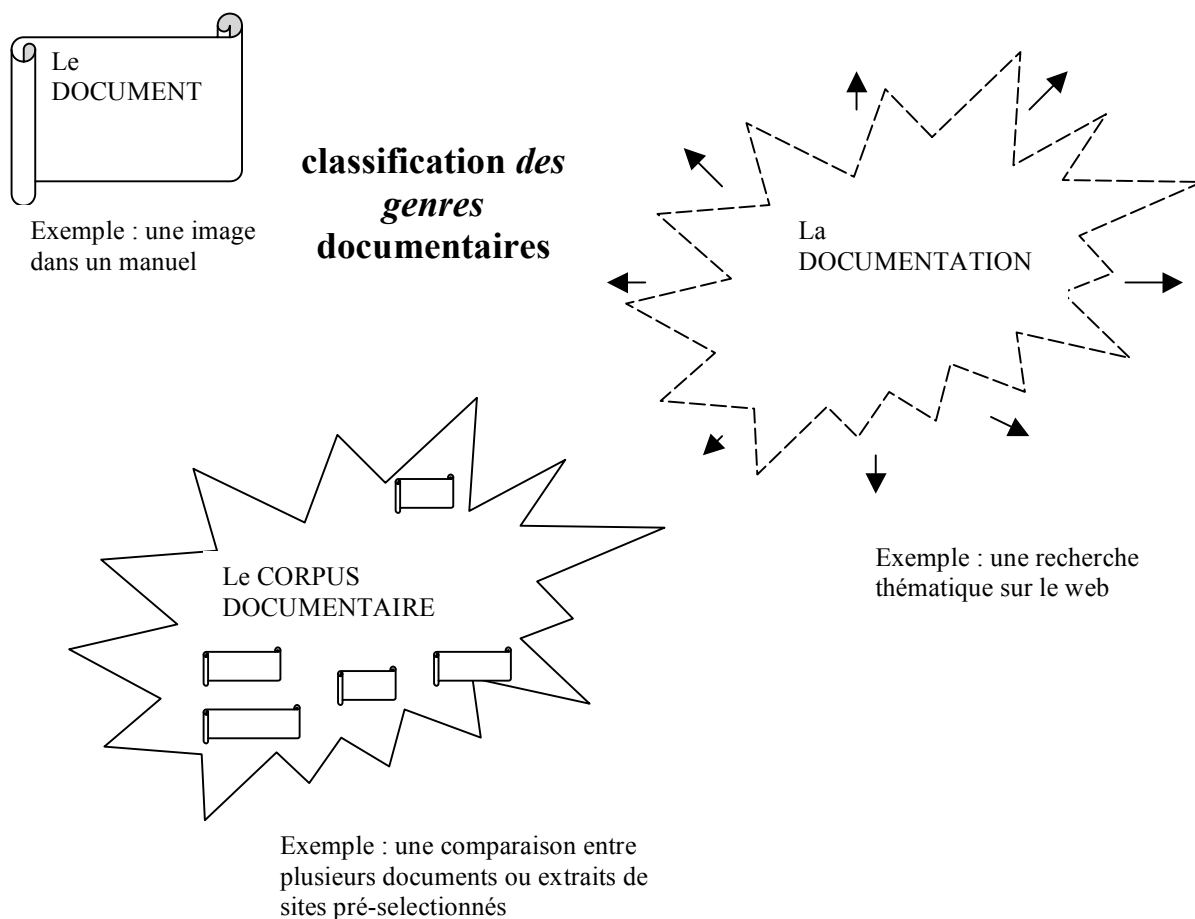 Le
DOCUMENT
Exemple : une image
dans un manuel
classification des
genres
documentaires
La
DOCUMENTATION
Exemple : une recherche
thématique sur le web
Le CORPUS
DOCUMENTAIRE
Exemple : une comparaison entre
plusieurs documents ou extraits de
sites pré-selectionnés